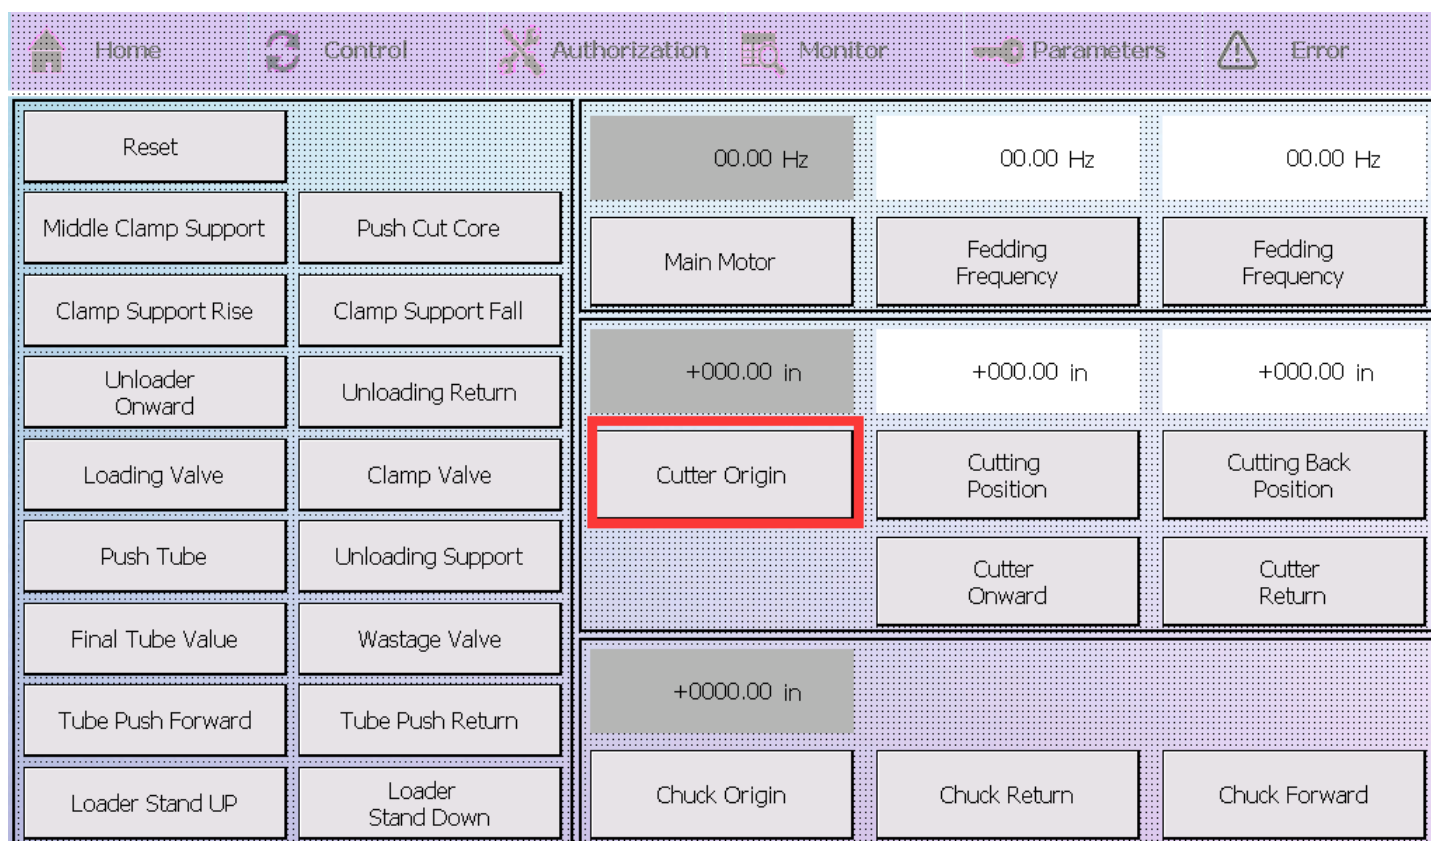 Home Control Authorization Monitor Parameters Error
Reset
Middle Clamp Support Push Cut Core
Clamp Support Rise Clamp Support Fall
Unloader
Onward
Unloading Return
Loading Valve Clamp Valve
Push Tube Unloading Support
Final Tube Value Wastage Valve
Tube Push Forward Tube Push Return
Loader Stand UP
Loader
Stand Down
00.00 Hz 00.00 Hz 00.00 Hz
Main Motor
Fedding
Frequency
Fedding
Frequency
+000.00 in +000.00 in +000.00 in
Cutter Origin
Cutting
Position
Cutting Back
Position
Cutter
Onward
Cutter
Return
+0000.00 in
Chuck Origin Chuck Return Chuck Forward